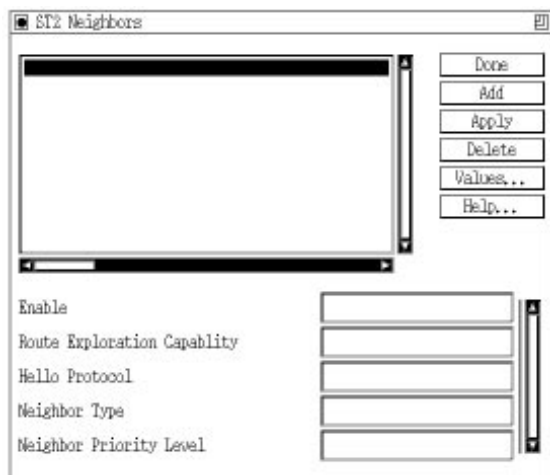 ST2 Neighbors
Done
Add
Apply
Delete
Values...
Help...
Enable
Route Exploration Capablity
Hello Protocol
Neighbor Type
Neighbor Priority Level